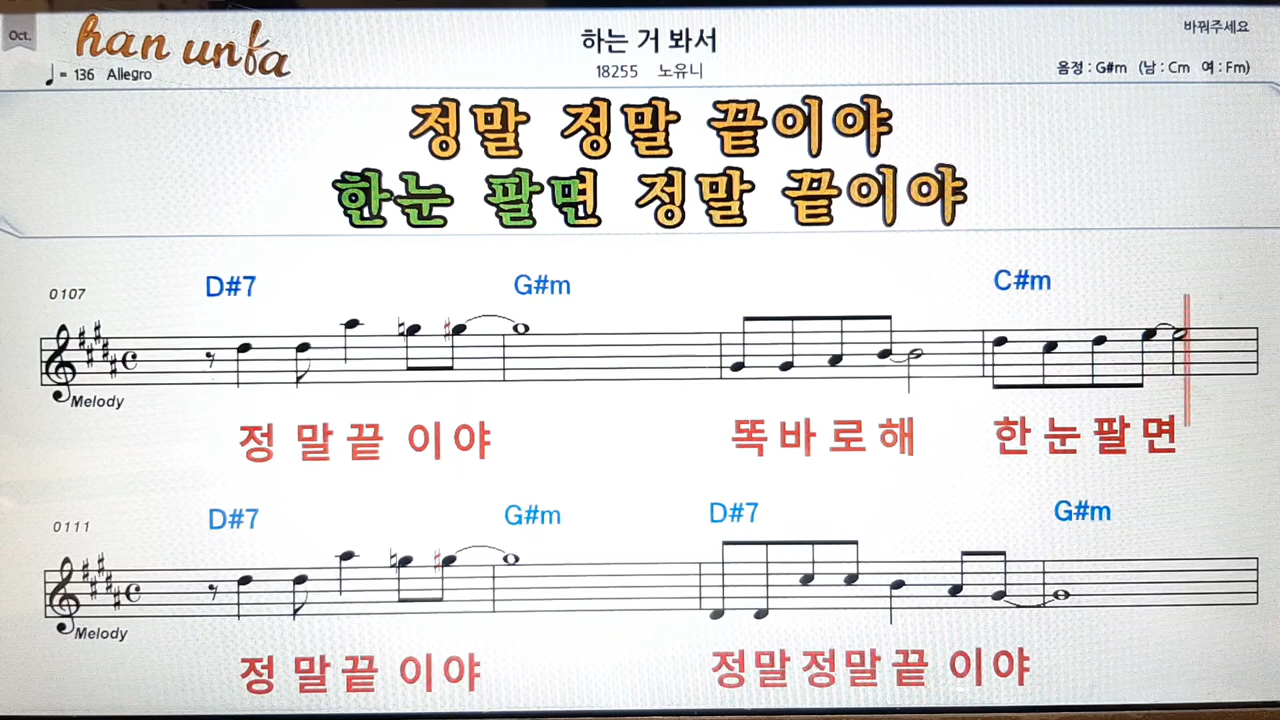 Oct.
han unfa
바꿔주세요
하는 거 봐서
♩= 136 Allegro
18255 노유니
음정 : G#m (남 : Cm 여 : Fm)
정말 정말 끝이야
한눈 팔면 정말 끝이야
0107
D#7 G#m C#m
Melody
정 말 끝 이 야 똑 바 로 해 한 눈 팔 면
0111
D#7 G#m D#7 G#m
Melody
정 말 끝 이 야 정 말 정 말 끝 이 야